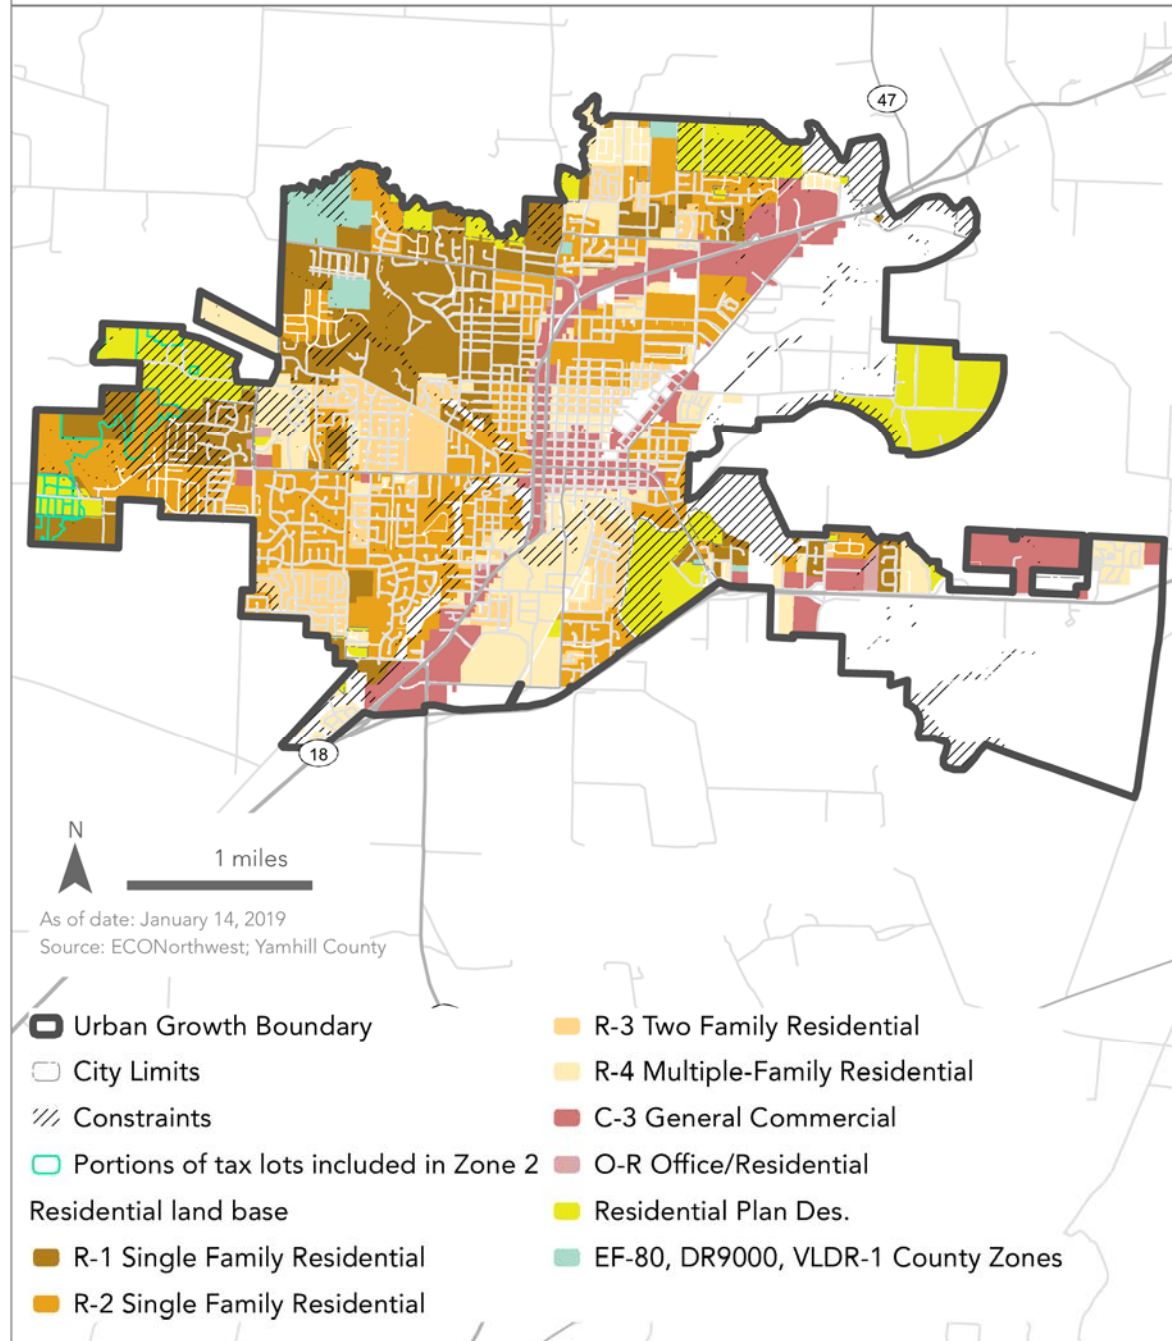 47
18
N
1 miles
As of date: January 14, 2019
Source: ECONorthwest; Yamhill County
Urban Growth Boundary
City Limits
Constraints
Portions of tax lots included in Zone 2
Residential land base
R-1 Single Family Residential
R-2 Single Family Residential
R-3 Two Family Residential
R-4 Multiple-Family Residential
C-3 General Commercial
O-R Office/Residential
Residential Plan Des.
EF-80, DR9000, VLDR-1 County Zones